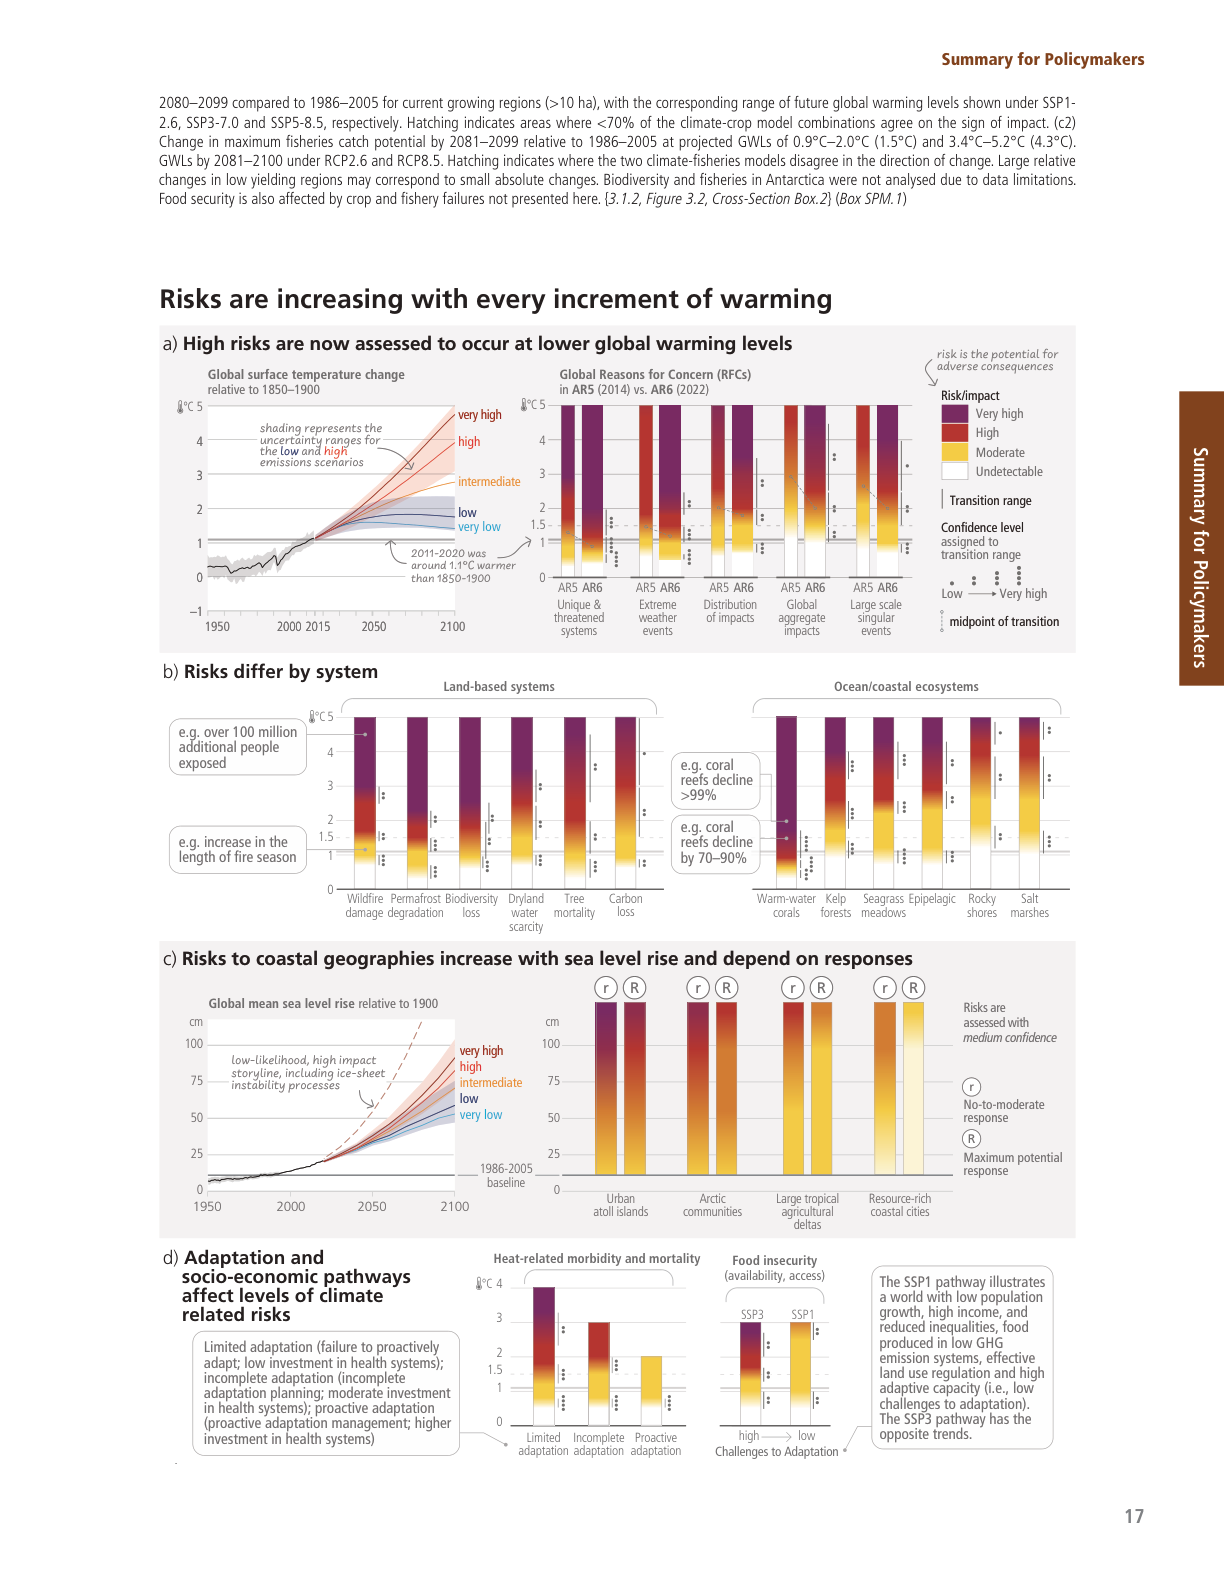 Summary for Policymakers
2080–2099 compared to 1986–2005 for current growing regions (>10 ha), with the corresponding range of future global warming levels shown under SSP1-
2.6, SSP3-7.0 and SSP5-8.5, respectively. Hatching indicates areas where <70% of the climate-crop model combinations agree on the sign of impact. (c2)
Change in maximum fisheries catch potential by 2081–2099 relative to 1986–2005 at projected GWLs of 0.9°C–2.0°C (1.5°C) and 3.4°C–5.2°C (4.3°C).
GWLs by 2081–2100 under RCP2.6 and RCP8.5. Hatching indicates where the two climate-fisheries models disagree in the direction of change. Large relative
changes in low yielding regions may correspond to small absolute changes. Biodiversity and fisheries in Antarctica were not analysed due to data limitations.
Food security is also affected by crop and fishery failures not presented here. {3.1.2, Figure 3.2, Cross-Section Box.2} (Box SPM.1)
Risks are increasing with every increment of warming
a) High risks are now assessed to occur at lower global warming levels
Global surface temperature change
relative to 1850–1900
°C 5
4
3
2
1
0
–1
shading represents the
uncertainty ranges for
the low and high
emissions scenarios
very high
high
intermediate
low
very low
2011-2020 was
around 1.1°C warmer
than 1850-1900
1950
2000 2015
2050
2100
Global Reasons for Concern (RFCs)
in AR5 (2014) vs. AR6 (2022)
°C 5
4
3
2
1.5
1
0
AR5 AR6
AR5 AR6
AR5 AR6
AR5 AR6
AR5 AR6
Unique &
threatened
systems
Extreme
weather
events
Distribution
of impacts
Global
aggregate
impacts
Large scale
singular
events
risk is the potential for
adverse consequences
Risk/impact
Very high
High
Moderate
Undetectable
Transition range
Confidence level
assigned to
transition range
Low
Very high
midpoint of transition
b) Risks differ by system
Land-based systems
°C 5
4
3
2
1.5
1
0
e.g. over 100 million
additional people
exposed
e.g. increase in the
length of fire season
Wildfire
damage
Permafrost
degradation
Biodiversity
loss
Dryland
water
scarcity
Tree
mortality
Carbon
loss
Ocean/coastal ecosystems
e.g. coral
reefs decline
>99%
e.g. coral
reefs decline
by 70–90%
Warm-water
corals
Kelp
forests
Seagrass
meadows
Epipelagic
Rocky
shores
Salt
marshes
c) Risks to coastal geographies increase with sea level rise and depend on responses
Global mean sea level rise relative to 1900
cm
100
75
50
25
0
low-likelihood, high impact
storyline, including ice-sheet
instability processes
very high
high
intermediate
low
very low
1986-2005
baseline
1950
2000
2050
2100
cm
100
75
50
25
0
r R
r R
r R
r R
Urban
atoll islands
Arctic
communities
Large tropical
agricultural
deltas
Resource-rich
coastal cities
Risks are
assessed with
medium confidence
r
No-to-moderate
response
R
Maximum potential
response
d) Adaptation and
socio-economic pathways
affect levels of climate
related risks
Limited adaptation (failure to proactively
adapt; low investment in health systems);
incomplete adaptation (incomplete
adaptation planning; moderate investment
in health systems); proactive adaptation
(proactive adaptation management; higher
investment in health systems)
Heat-related morbidity and mortality
°C 4
3
2
1.5
1
0
Limited
adaptation
Incomplete
adaptation
Proactive
adaptation
Food insecurity
(availability, access)
SSP3
SSP1
high
low
Challenges to Adaptation
The SSP1 pathway illustrates
a world with low population
growth, high income, and
reduced inequalities, food
produced in low GHG
emission systems, effective
land use regulation and high
adaptive capacity (i.e., low
challenges to adaptation).
The SSP3 pathway has the
opposite trends.
Summary for Policymakers
17